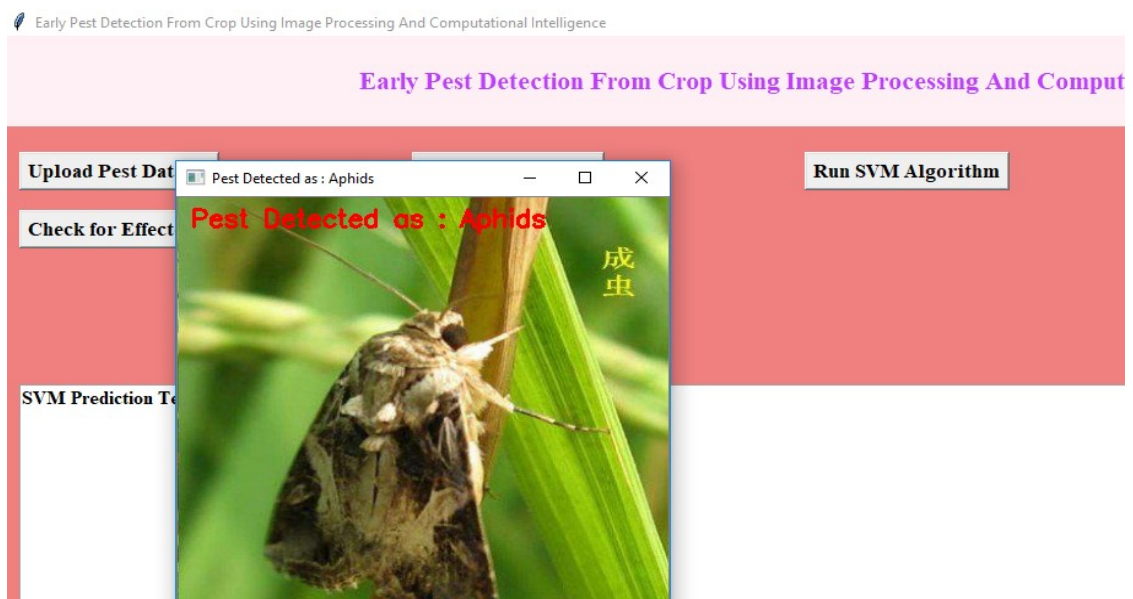 Early Pest Detection From Crop Using Image Processing And Computational Intelligence
Early Pest Detection From Crop Using Image Processing And Comput
Upload Pest Dat
Run SVM Algorithm
Check for Effect
Pest Detected as : Aphids
Pest Detected as : Aphids
成
虫
SVM Prediction Te